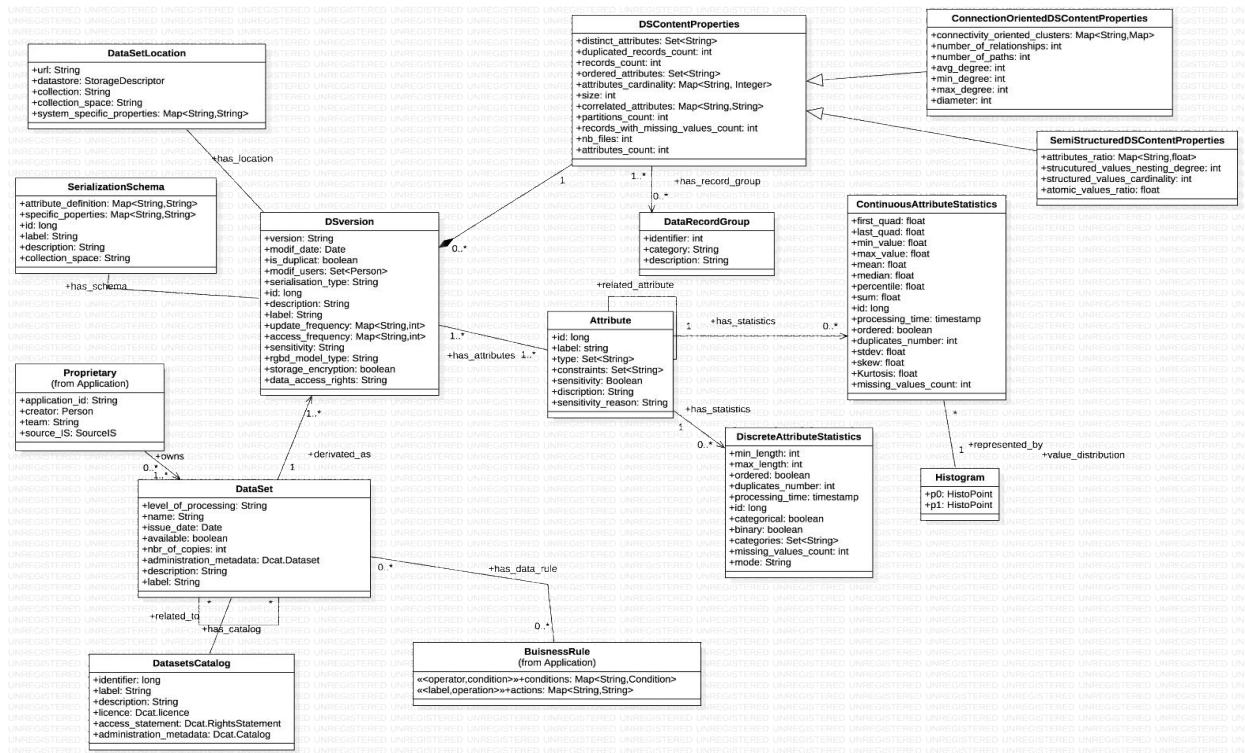 DSContentProperties
+distinct_attributes: Set<String>
+duplicated_records_count: int
+records_count: int
+ordered_attributes: Set<String>
+attributes_cardinality: Map<String, Integer>
+size: int
+correlated_attributes: Map<String,String>
+partitions_count: int
+records_with_missing_values_count: int
+nb_files: int
+attributes_count: int
ConnectionOrientedDSContentProperties
+connectivity_oriented_clusters: Map<String,Map>
+number_of_relationships: int
+number_of_paths: int
+avg_degree: int
+min_degree: int
+max_degree: int
+diameter: int
DataSetLocation
+url: String
+datastore: StorageDescriptor
+collection: String
+collection_space: String
+system_specific_properties: Map<String,String>
SemiStructuredDSContentProperties
+attributes_ratio: Map<String,float>
+strucutured_values_nesting_degree: int
+structured_values_cardinality: int
+atomic_values_ratio: float
+has_location
SerializationSchema
+attribute_definition: Map<String,String>
+specific_poperties: Map<String,String>
+id: long
+label: String
+description: String
+collection_space: String
+has_schema
1
0..*
1..*
+has_record_group
0..*
DSversion
+version: String
+modif_date: Date
+is_duplicat: boolean
+modif_users: Set<Person>
+serialisation_type: String
+id: long
+description: String
+label: String
+update_frequency: Map<String,int>
+access_frequency: Map<String,int>
+sensitivity: String
+rgbd_model_type: String
+storage_encryption: boolean
+data_access_rights: String
DataRecordGroup
+identifier: int
+category: String
+description: String
ContinuousAttributeStatistics
+first_quad: float
+last_quad: float
+min_value: float
+max_value: float
+mean: float
+median: float
+percentile: float
+sum: float
+id: long
+processing_time: timestamp
+ordered: boolean
+duplicates_number: int
+stdev: float
+skew: float
+Kurtosis: float
+missing_values_count: int
+related_attribute
Attribute
+id: long
+label: string
+type: Set<String>
+constraints: Set<String>
+sensitivity: Boolean
+discription: String
+sensitivity_reason: String
1
+has_statistics
0..*
1..*
+has_attributes
1..*
Proprietary
(from Application)
+application_id: String
+creator: Person
+team: String
+source_IS: SourceIS
+owns
0..*
1..*
1..*
+derivated_as
1
+has_statistics
1
0..*
DiscreteAttributeStatistics
+min_length: int
+max_length: int
+ordered: boolean
+duplicates_number: int
+processing_time: timestamp
+id: long
+categorical: boolean
+binary: boolean
+categories: Set<String>
+missing_values_count: int
+mode: String
*
1
+represented_by
+value_distribution
Histogram
+p0: HistoPoint
+p1: HistoPoint
DataSet
+level_of_processing: String
+name: String
+issue_date: Date
+available: boolean
+nbr_of_copies: int
+administration_metadata: Dcat.Dataset
+description: String
+label: String
0..*
+has_data_rule
0..*
*
*
+related_to
+has_catalog
BuisnessRule
(from Application)
«<operator,condition>»+conditions: Map<String,Condition>
«<label,operation>»+actions: Map<String,String>
DatasetsCatalog
+identifier: long
+label: String
+description: String
+licence: Dcat.licence
+access_statement: Dcat.RightsStatement
+administration_metadata: Dcat.Catalog